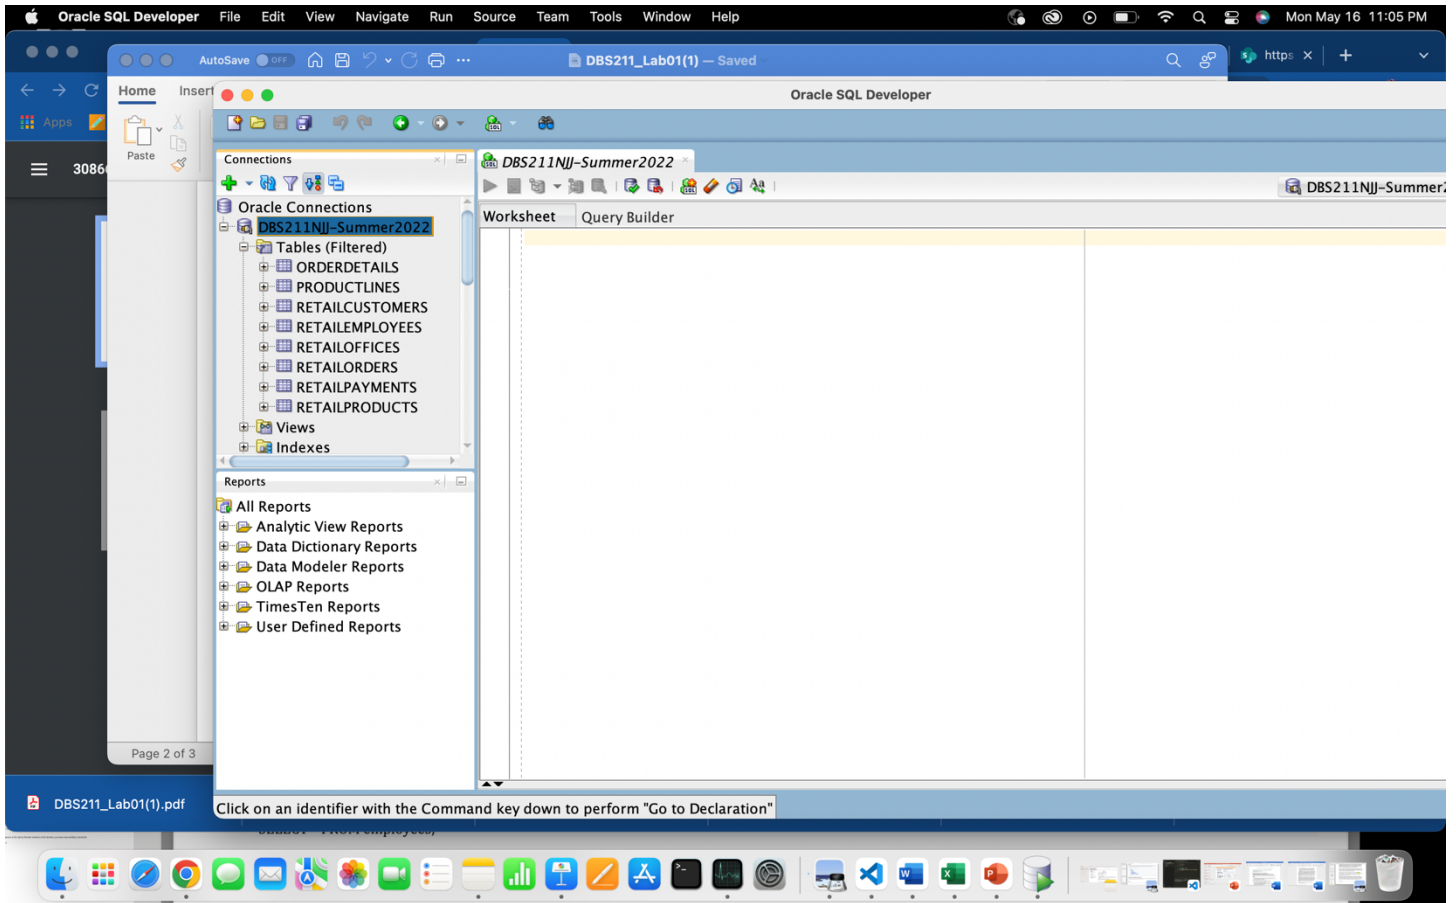 Oracle SQL Developer File Edit View Navigate Run Source Team Tools Window Help Mon May 16 11:05 PM
AutoSave OFF DBS211_Lab01(1) — Saved
https
Home Insert
Oracle SQL Developer
Apps
Paste
3086
Connections
DBS211NJJ-Summer2022
DBS211NJJ-Summer2
Oracle Connections
DBS211NJJ-Summer2022
Worksheet Query Builder
Tables (Filtered)
ORDERDETAILS
PRODUCTLINES
RETAILCUSTOMERS
RETAILEMPLOYEES
RETAILOFFICES
RETAILORDERS
RETAILPAYMENTS
RETAILPRODUCTS
Views
Indexes
Reports
All Reports
Analytic View Reports
Data Dictionary Reports
Data Modeler Reports
OLAP Reports
TimesTen Reports
User Defined Reports
Page 2 of 3
DBS211_Lab01(1).pdf
Click on an identifier with the Command key down to perform "Go to Declaration"